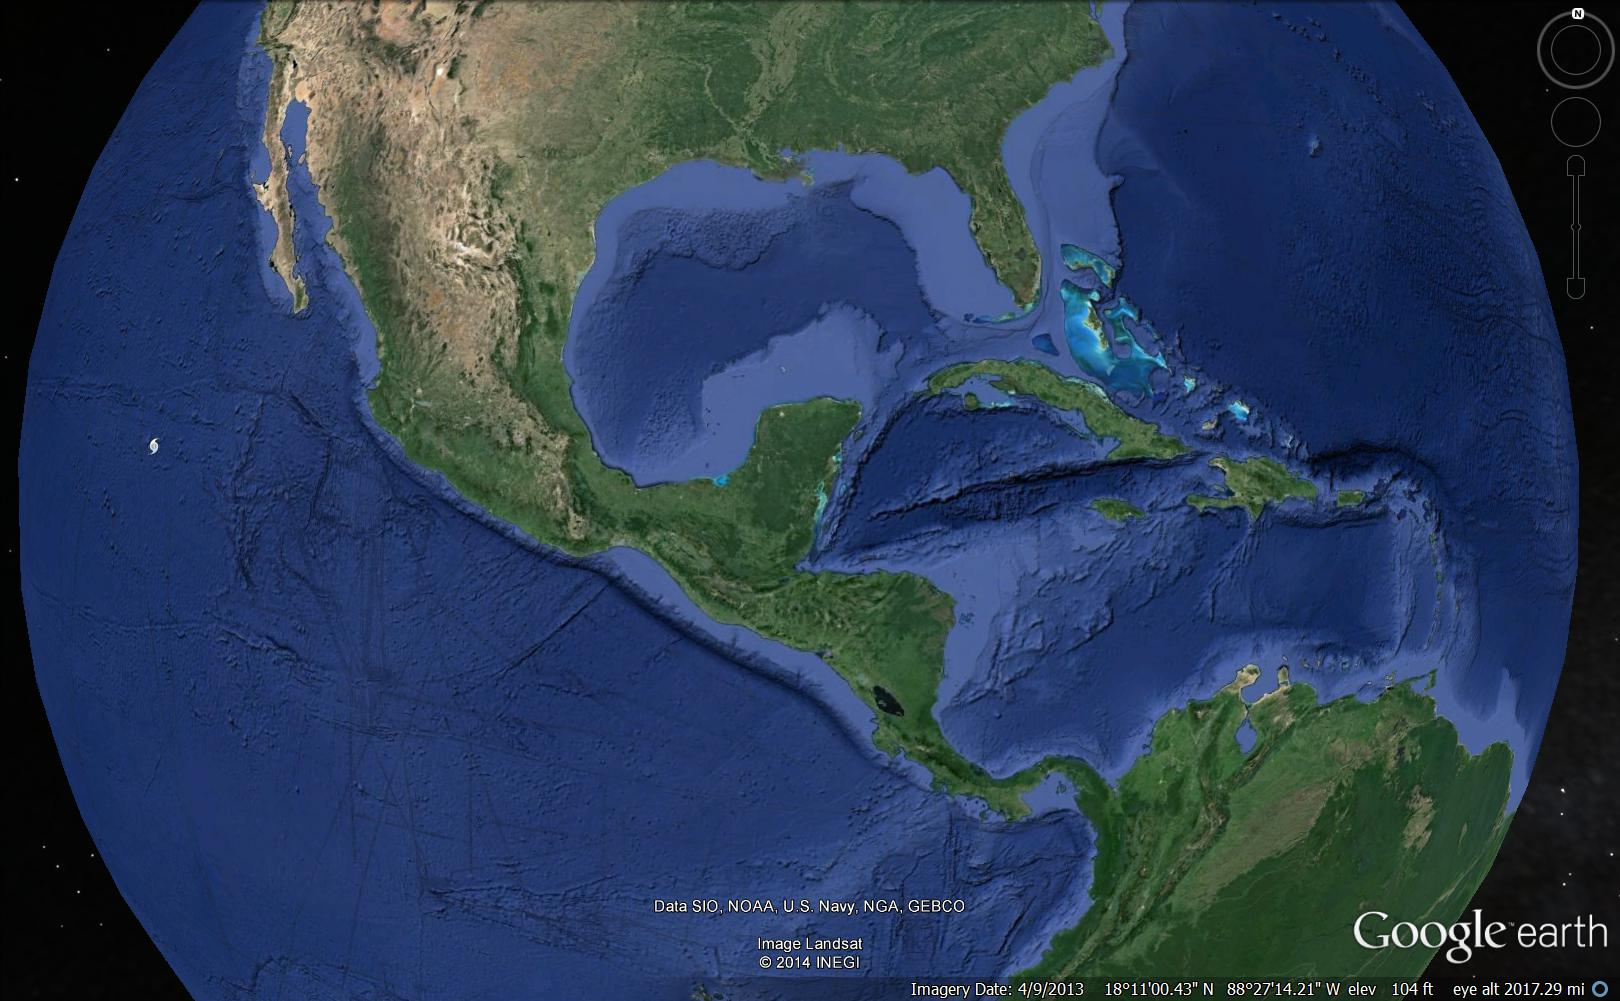 N
Data SIO, NOAA, U.S. Navy, NGA, GEBCO
Image Landsat
© 2014 INEGI
Google™ earth
Imagery Date: 4/9/2013 18°11'00.43" N 88°27'14.21" W elev 104 ft eye alt 2017.29 mi